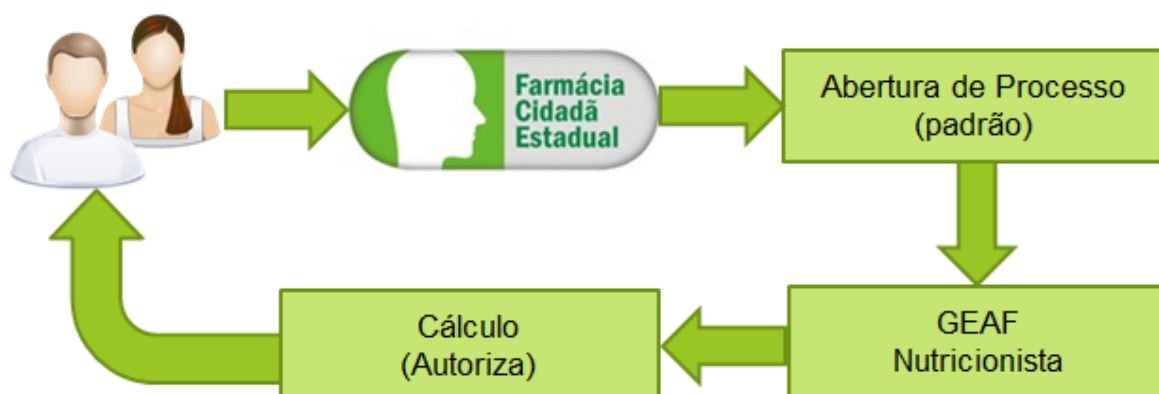 Farmácia
Cidadã
Estadual
Abertura de Processo
(padrão)
GEAF
Nutricionista
Cálculo
(Autoriza)